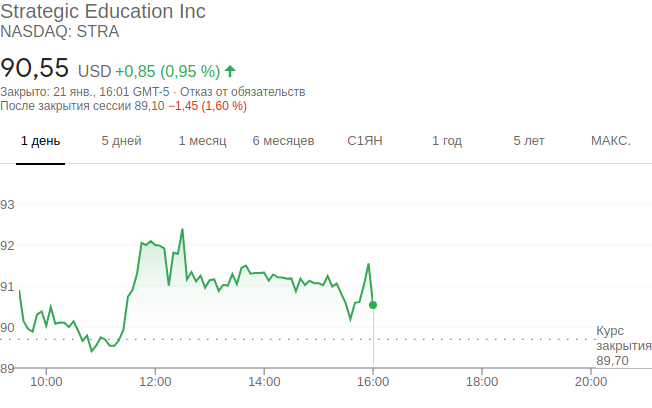 Strategic Education Inc
NASDAQ: STRA
90,55 USD +0,85 (0,95 %)
Закрыто: 21 янв., 16:01 GMT-5 · Отказ от обязательств
После закрытия сессии 89,10 −1,45 (1,60 %)
1 день 5 дней 1 месяц 6 месяцев С1ЯН 1 год 5 лет МАКС.
93
92
91
90
Курс
закрытия
89,70
89
10:00 12:00 14:00 16:00 18:00 20:00